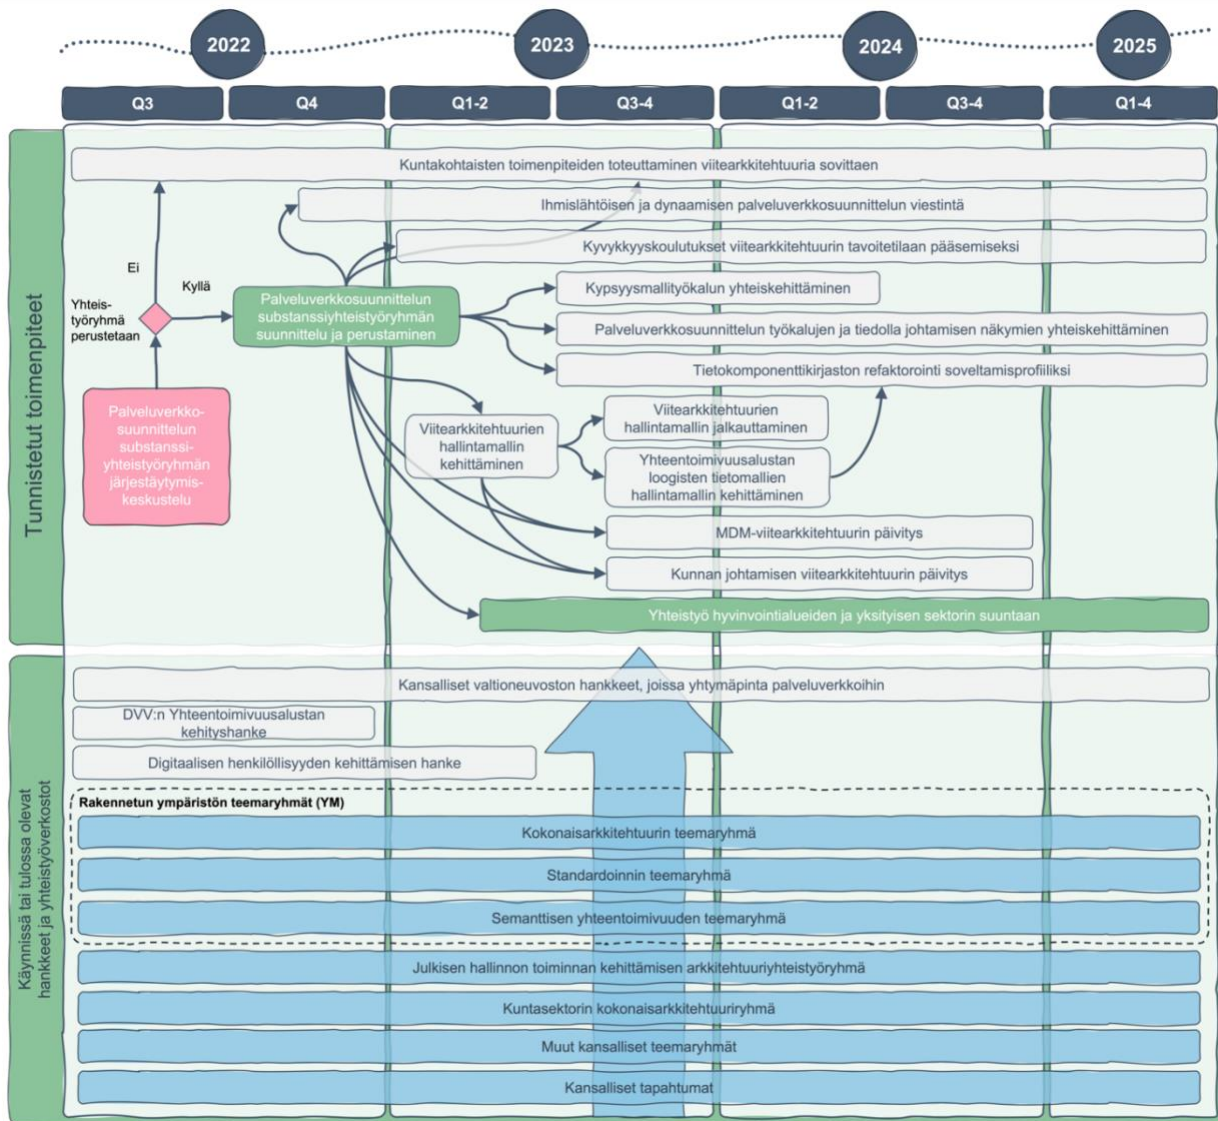 2022
2023
2024
2025
Q3
Q4
Q1-2
Q3-4
Q1-2
Q3-4
Q1-4
Tunnistetut toimenpiteet
Kuntakohtaisten toimenpiteiden toteuttaminen viitearkkitehtuuria sovittaen
Ihmislähtöisen ja dynaamisen palveluverkkosuunnittelun viestintä
Kyvykkyyskoulutukset viitearkkitehtuurin tavoitetilaan pääsemiseksi
Ei
Kyllä
Yhteis-
työryhmä
perustetaan
Palveluverkkosuunnittelun
substanssiyhteistyöryhmän
suunnittelu ja perustaminen
Kypsyysmallityökalun yhteiskehittäminen
Palveluverkkosuunnittelun työkalujen ja tiedolla johtamisen näkymien yhteiskehittäminen
Tietokomponenttikirjaston refaktorointi soveltamisprofiiliksi
Palveluverkko-
suunnittelun
substanssi-
yhteistyöryhmän
järjestäytymis-
keskustelu
Viitearkkitehtuurien
hallintamallin
kehittäminen
Viitearkkitehtuurien
hallintamallin jalkauttaminen
Yhteentoimivuusalustan
loogisten tietomallien
hallintamallin kehittäminen
MDM-viitearkkitehtuurin päivitys
Kunnan johtamisen viitearkkitehtuurin päivitys
Yhteistyö hyvinvointialueiden ja yksityisen sektorin suuntaan
Käynnissä tai tulossa olevat
hankkeet ja yhteistyöverkostot
Kansalliset valtioneuvoston hankkeet, joissa yhtymäpinta palveluverkkoihin
DVV:n Yhteentoimivuusalustan
kehityshanke
Digitaalisen henkilöllisyyden kehittämisen hanke
Rakennetun ympäristön teemaryhmät (YM)
Kokonaisarkkitehtuurin teemaryhmä
Standardoinnin teemaryhmä
Semanttisen yhteentoimivuuden teemaryhmä
Julkisen hallinnon toiminnan kehittämisen arkkitehtuuriyhteistyöryhmä
Kuntasektorin kokonaisarkkitehtuuriryhmä
Muut kansalliset teemaryhmät
Kansalliset tapahtumat